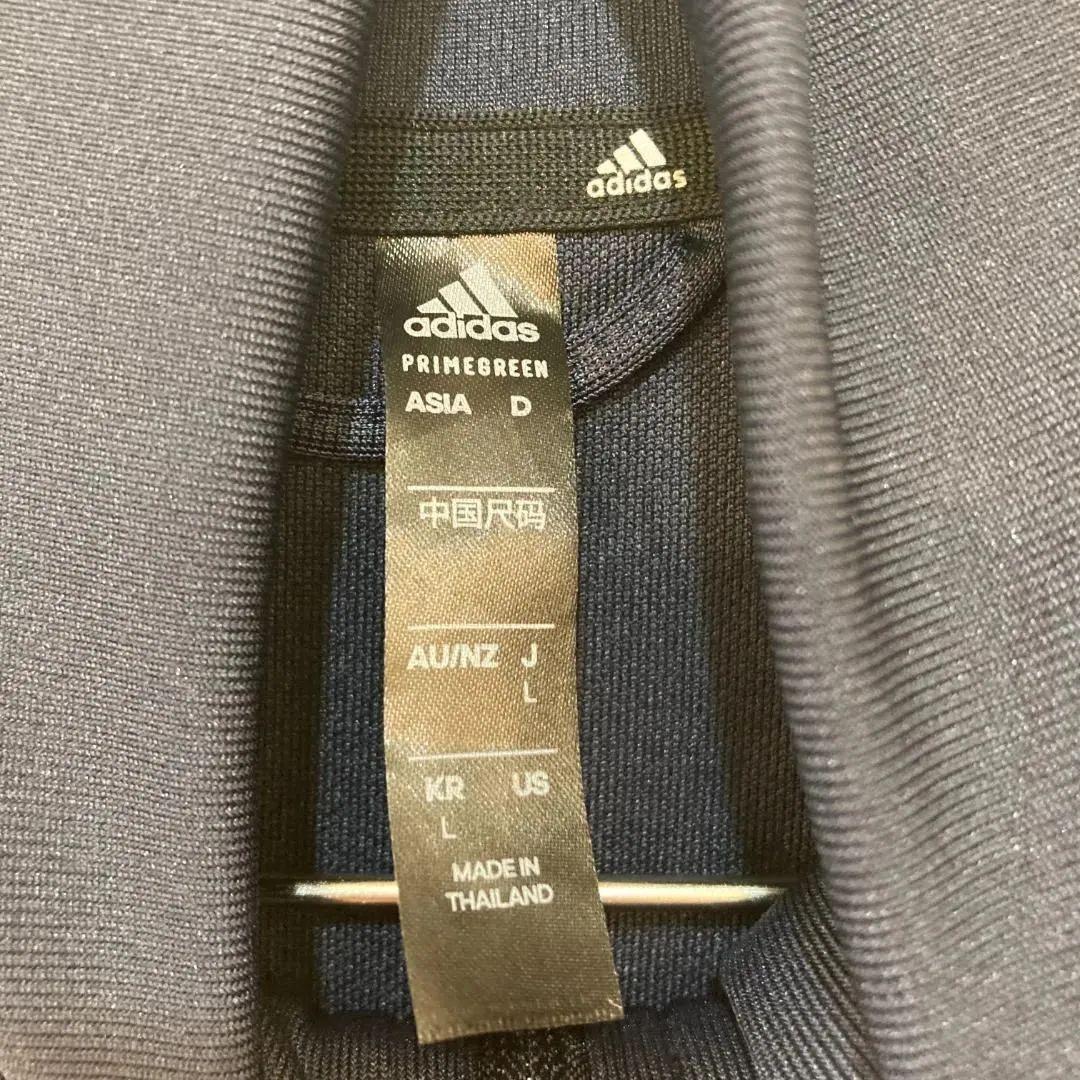 adidas
adidas
PRIMEGREEN
ASIA D
中国尺码
AU/NZ J
L
KR US
L
MADE IN
THAILAND